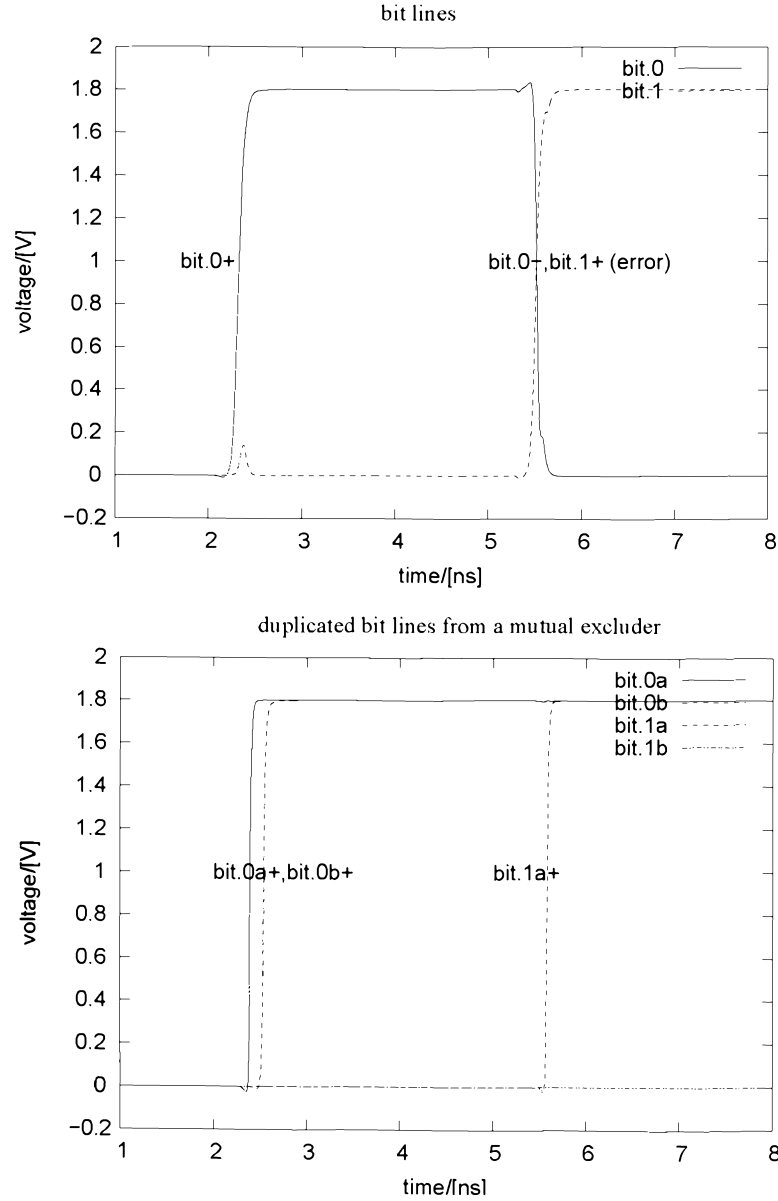 bit lines
2
1.8
1.6
1.4
1.2
1
0.8
0.6
0.4
0.2
0
−0.2
voltage/[V]
bit.0
bit.1
bit.0+
bit.0−,bit.1+ (error)
1 2 3 4 5 6 7 8
time/[ns]
duplicated bit lines from a mutual excluder
2
1.8
1.6
1.4
1.2
1
0.8
0.6
0.4
0.2
0
−0.2
voltage/[V]
bit.0a
bit.0b
bit.1a
bit.1b
bit.0a+,bit.0b+
bit.1a+
1 2 3 4 5 6 7 8
time/[ns]